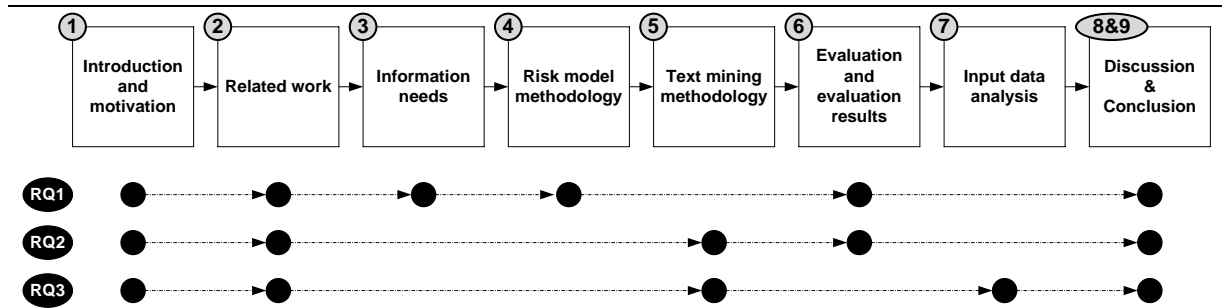 1
Introduction
and
motivation
2
Related work
3
Information
needs
4
Risk model
methodology
5
Text mining
methodology
6
Evaluation
and
evaluation
results
7
Input data
analysis
8&9
Discussion
&
Conclusion
RQ1
RQ2
RQ3